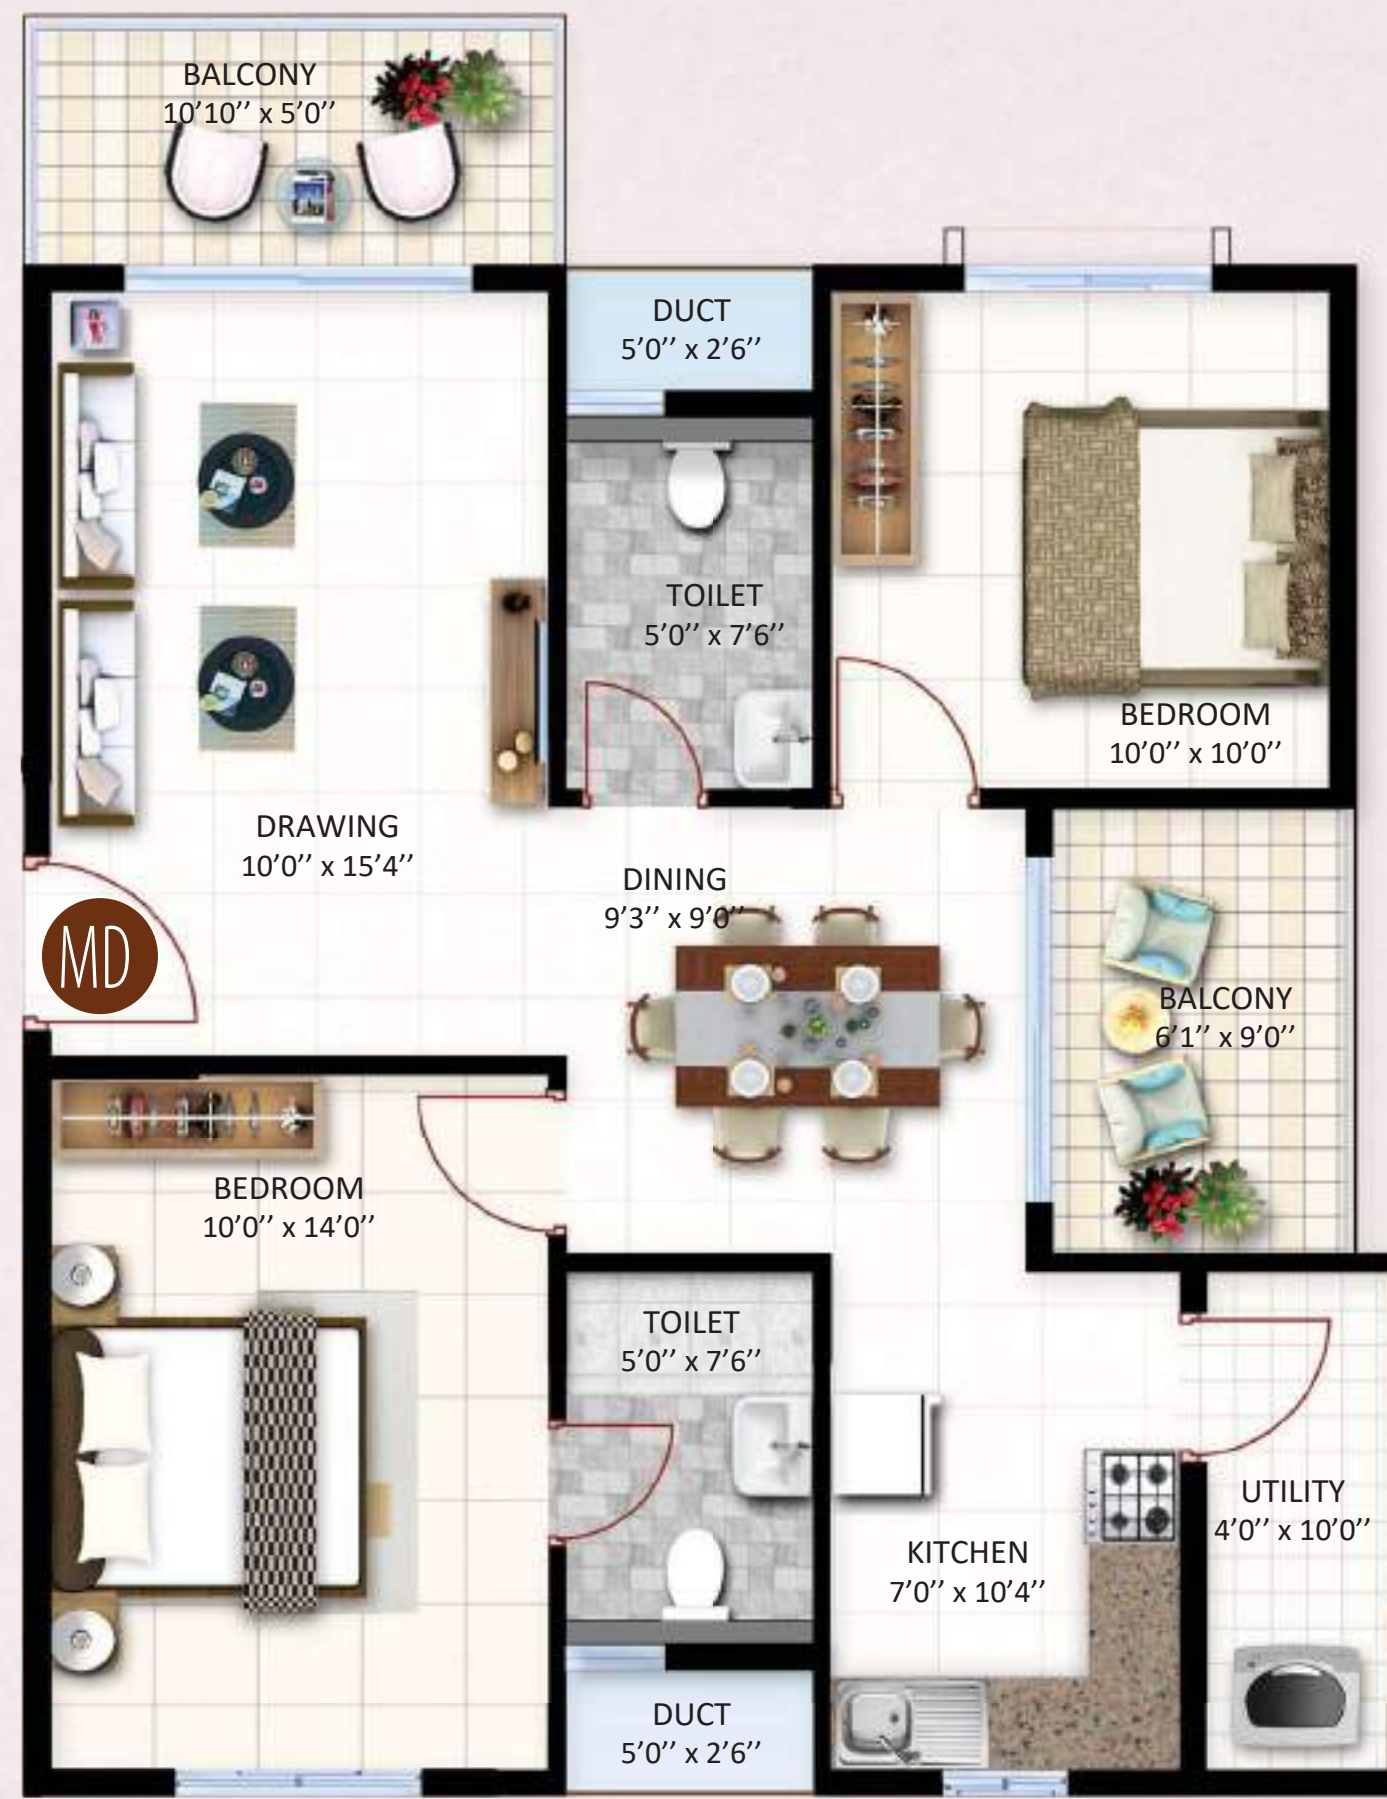 BALCONY
10'10'' x 5'0''
DUCT
5'0'' x 2'6''
TOILET
5'0'' x 7'6''
BEDROOM
10'0'' x 10'0''
DRAWING
10'0'' x 15'4''
DINING
9'3'' x 9'0''
MD
BALCONY
6'1'' x 9'0''
BEDROOM
10'0'' x 14'0''
TOILET
5'0'' x 7'6''
UTILITY
4'0'' x 10'0''
KITCHEN
7'0'' x 10'4''
DUCT
5'0'' x 2'6''